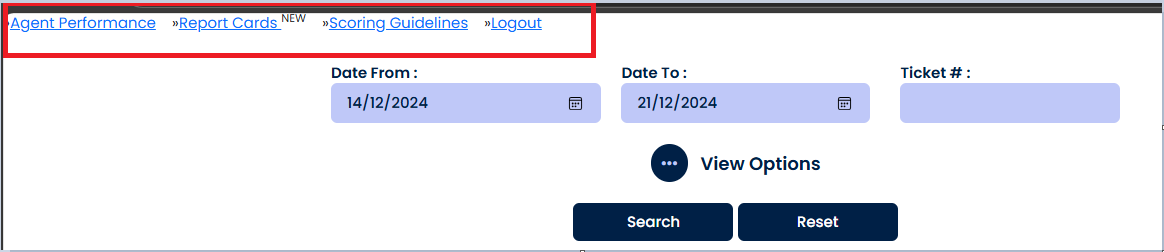 »Agent Performance »Report Cards NEW »Scoring Guidelines »Logout
Date From : Date To : Ticket # :
14/12/2024 21/12/2024
View Options
Search Reset